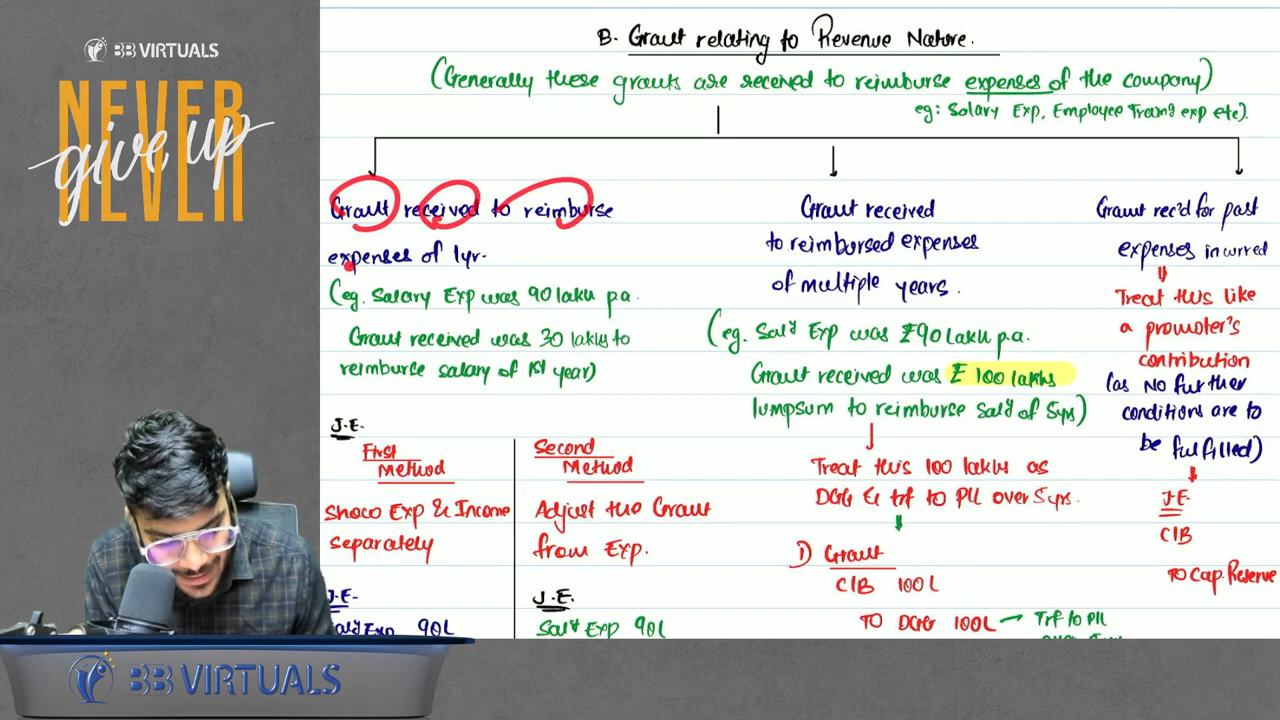 BB VIRTUALS
NEVER
give up
NEVER
B. Grant relating to Revenue Nature.
(Generally these grants are received to reimburse expenses of the company)
eg: Salary Exp, Employee Traing exp etc).
Grant received to reimburse
expenses of 1yr.
(eg. Salary Exp was 90 lakh p.a.
Grant received was 30 lakhs to
reimburse salary of 1st year)
J.E.
First
Method
Show Exp & Income
separately
J.E.
Sal'y Exp 90L
Second
Method
Adjust the Grant
from Exp.
J.E.
Sal'y Exp 90L
Grant received
to reimbursed expenses
of multiple years.
(eg. Sal'y Exp was ₹90 lakh p.a.
Grant received was ₹ 100 lakhs
lumpsum to reimburse sal'y of 5yrs)
Treat this 100 lakhs as
DGG & trf to P/L over 5yrs.
1) Grant
C/B 100L
TO DGG 100L → Trf to P/L
Grant rec'd for past
expenses incurred
Treat this like
a promoter's
contribution
(as No further
conditions are to
be fulfilled)
J.E.
C/B
TO Cap. Reserve
BB VIRTUALS